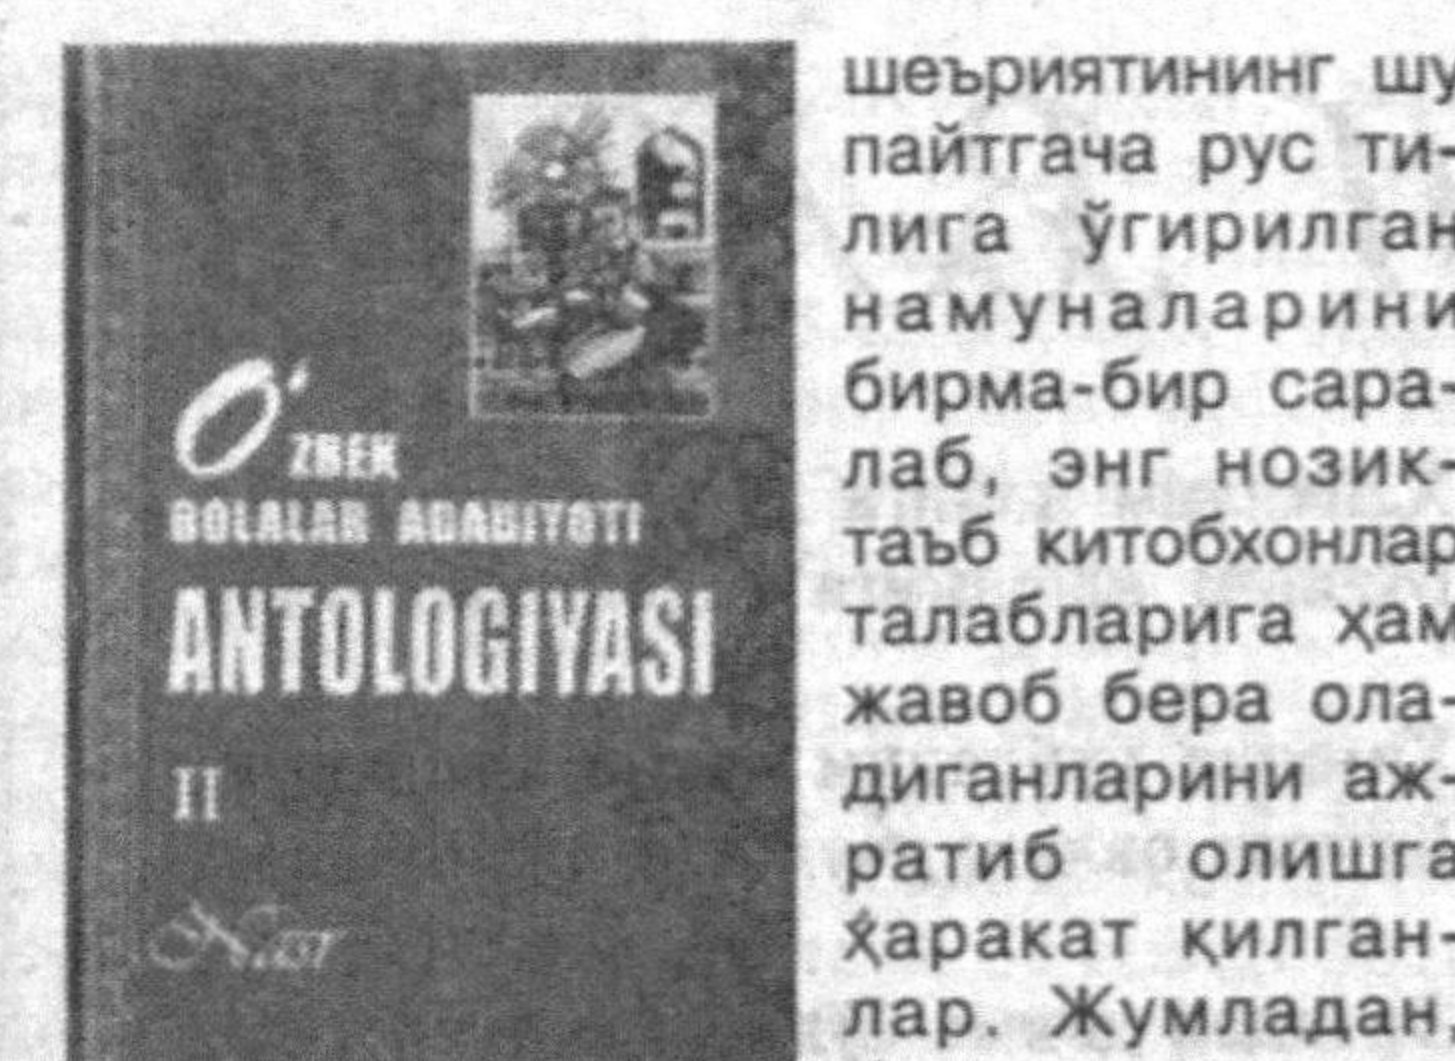 O'ZBEK
BOLALAR ADABIYOTI
ANTOLOGIYASI
II
Nasr
шеъриятининг шу
пайтгача рус ти-
лига ўгирилган
намуналарини
бирма-бир сара-
лаб, энг нозик-
таъб китобхонлар
талабларига ҳам
жавоб бера ола-
диганларини аж-
ратиб олишга
ҳаракат қилган-
лар. Жумладан,